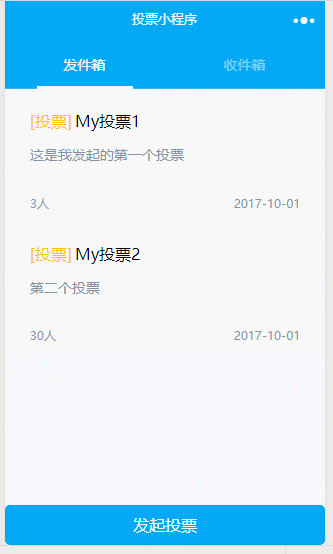 投票小程序
发件箱 收件箱
[投票] My投票1
这是我发起的第一个投票
3人 2017-10-01
[投票] My投票2
第二个投票
30人 2017-10-01
发起投票